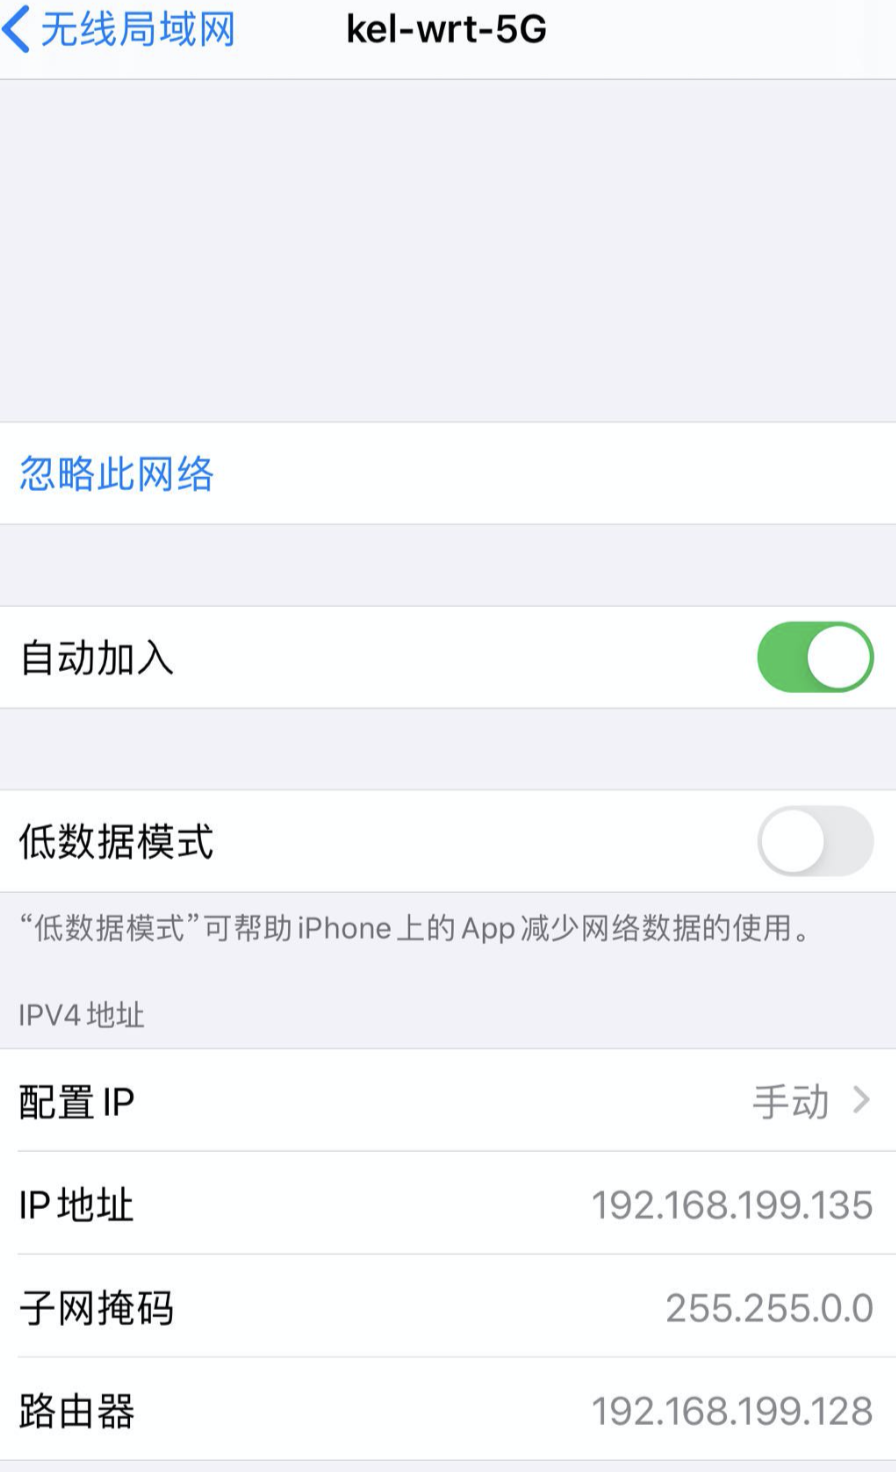 无线局域网
kel-wrt-5G
忽略此网络
自动加入
低数据模式
“低数据模式”可帮助 iPhone 上的 App 减少网络数据的使用。
IPV4 地址
配置 IP 手动
IP 地址 192.168.199.135
子网掩码 255.255.0.0
路由器 192.168.199.128